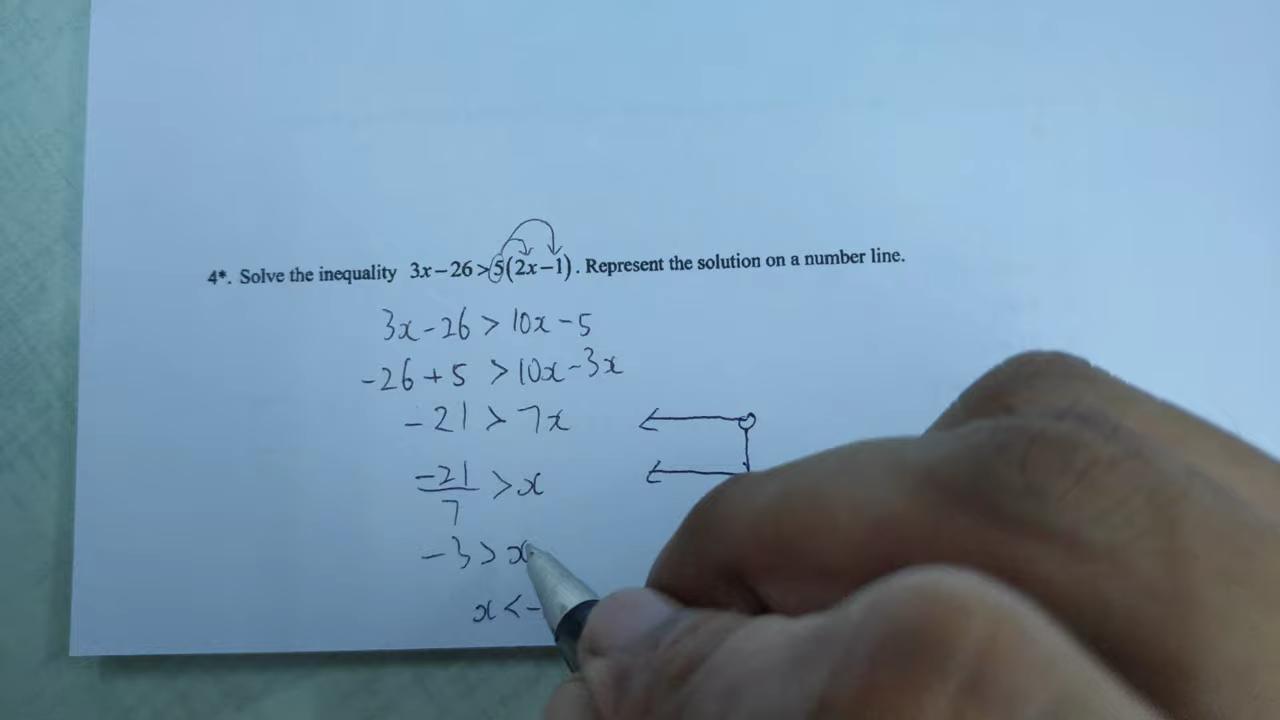 4*. Solve the inequality 3x−26>5(2x−1). Represent the solution on a number line.
3x − 26 > 10x − 5
−26 + 5 > 10x − 3x
−21 > 7x
−21/7 > x
−3 > x
x < −